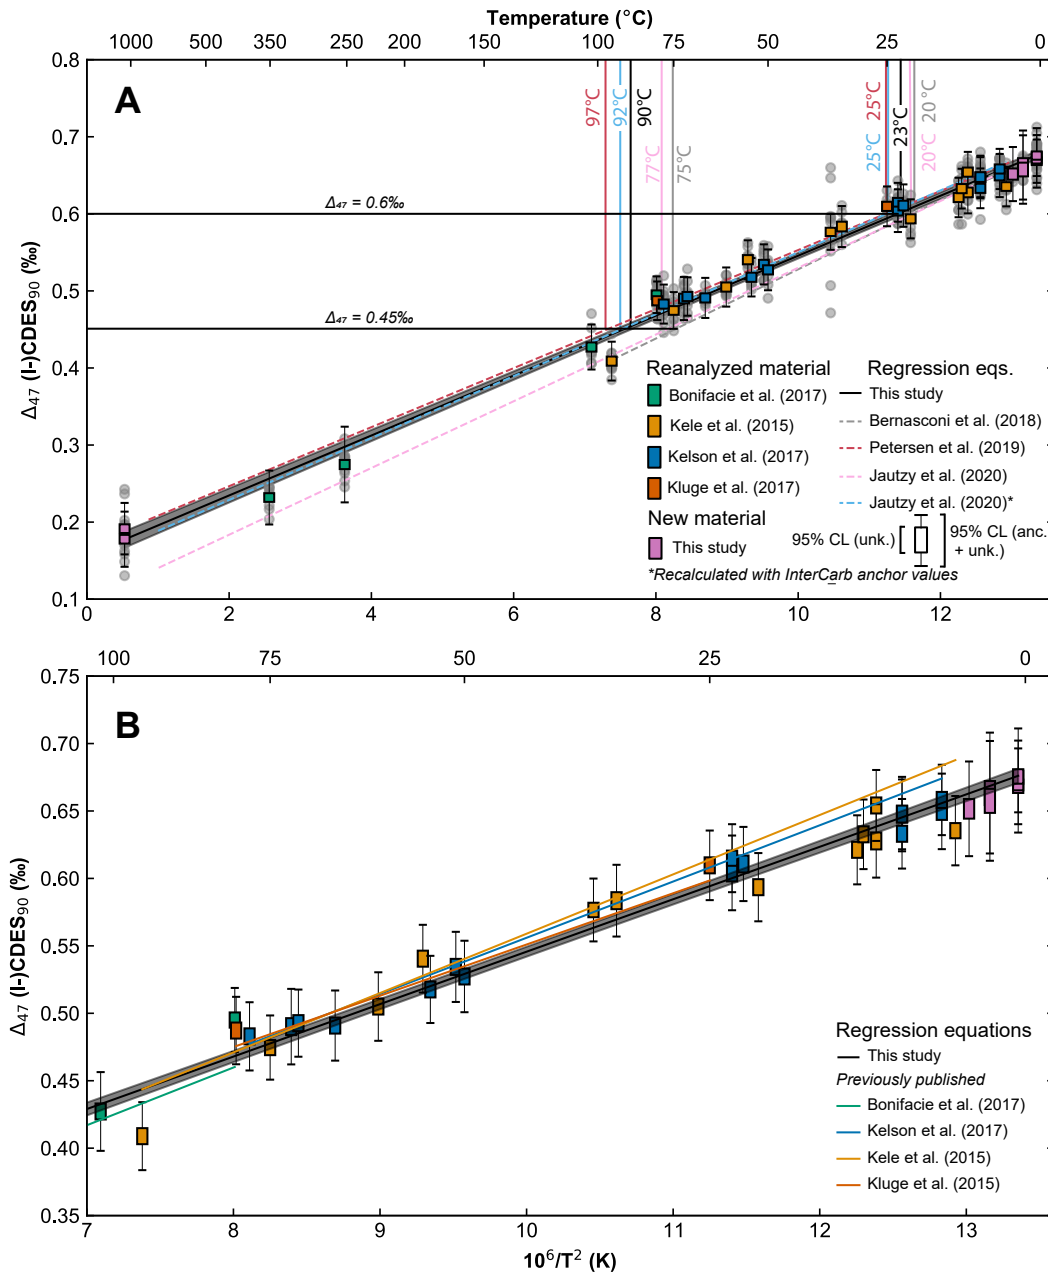 Temperature (°C)
1000 500 350 250 200 150 100 75 50 25 0
A
0.8
0.7
0.6
0.5
0.4
0.3
0.2
0.1
Δ47 (I-)CDES90 (‰)
97°C
92°C
90°C
77°C
75°C
25°C
25°C
23°C
20°C
20°C
Δ47 = 0.6‰
Δ47 = 0.45‰
Reanalyzed material
Bonifacie et al. (2017)
Kele et al. (2015)
Kelson et al. (2017)
Kluge et al. (2017)
New material
This study
Regression eqs.
This study
Bernasconi et al. (2018)
Petersen et al. (2019)
Jautzy et al. (2020)
Jautzy et al. (2020)*
95% CL (unk.)
95% CL (anc.
+ unk.)
*Recalculated with InterCarb anchor values
0 2 4 6 8 10 12
100 75 50 25 0
B
0.75
0.70
0.65
0.60
0.55
0.50
0.45
0.40
0.35
Δ47 (I-)CDES90 (‰)
Regression equations
This study
Previously published
Bonifacie et al. (2017)
Kelson et al. (2017)
Kele et al. (2015)
Kluge et al. (2015)
7 8 9 10 11 12 13
10^6/T^2 (K)